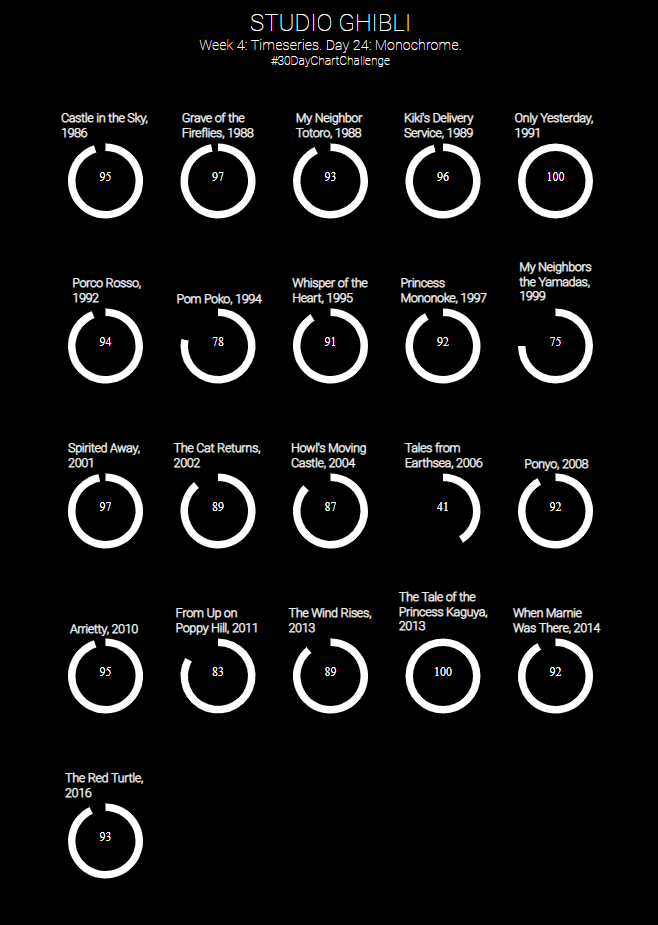 STUDIO GHIBLI
Week 4: Timeseries. Day 24: Monochrome.
#30DayChartChallenge
Castle in the Sky,
1986
95
Grave of the
Fireflies, 1988
97
My Neighbor
Totoro, 1988
93
Kiki's Delivery
Service, 1989
96
Only Yesterday,
1991
100
Porco Rosso,
1992
94
Pom Poko, 1994
78
Whisper of the
Heart, 1995
91
Princess
Mononoke, 1997
92
My Neighbors
the Yamadas,
1999
75
Spirited Away,
2001
97
The Cat Returns,
2002
89
Howl's Moving
Castle, 2004
87
Tales from
Earthsea, 2006
41
Ponyo, 2008
92
Arrietty, 2010
95
From Up on
Poppy Hill, 2011
83
The Wind Rises,
2013
89
The Tale of the
Princess Kaguya,
2013
100
When Marnie
Was There, 2014
92
The Red Turtle,
2016
93